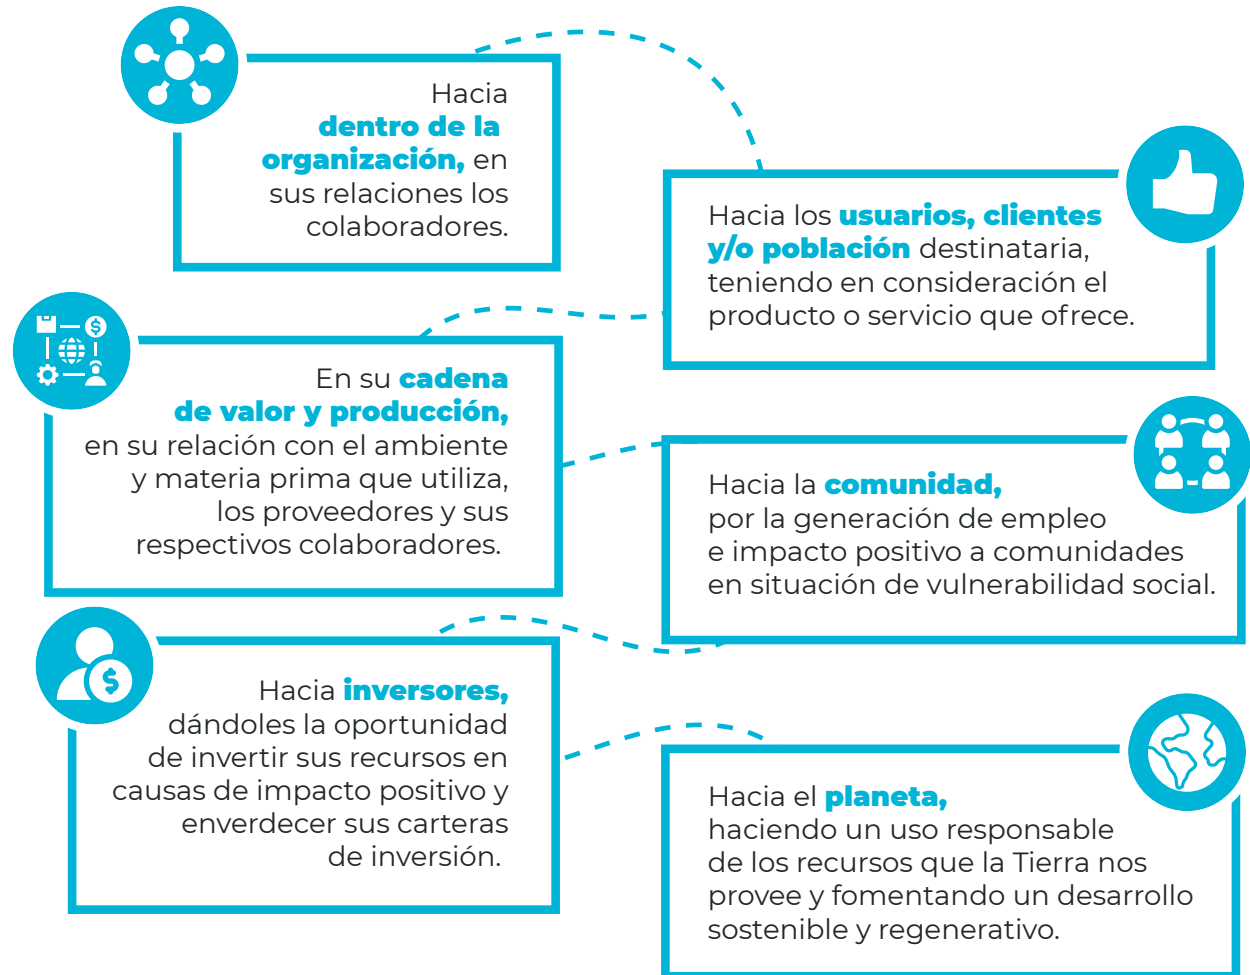 Hacia
dentro de la
organización, en
sus relaciones los
colaboradores.
Hacia los usuarios, clientes
y/o población destinataria,
teniendo en consideración el
producto o servicio que ofrece.
En su cadena
de valor y producción,
en su relación con el ambiente
y materia prima que utiliza,
los proveedores y sus
respectivos colaboradores.
Hacia la comunidad,
por la generación de empleo
e impacto positivo a comunidades
en situación de vulnerabilidad social.
Hacia inversores,
dándoles la oportunidad
de invertir sus recursos en
causas de impacto positivo y
enverdecer sus carteras
de inversión.
Hacia el planeta,
haciendo un uso responsable
de los recursos que la Tierra nos
provee y fomentando un desarrollo
sostenible y regenerativo.